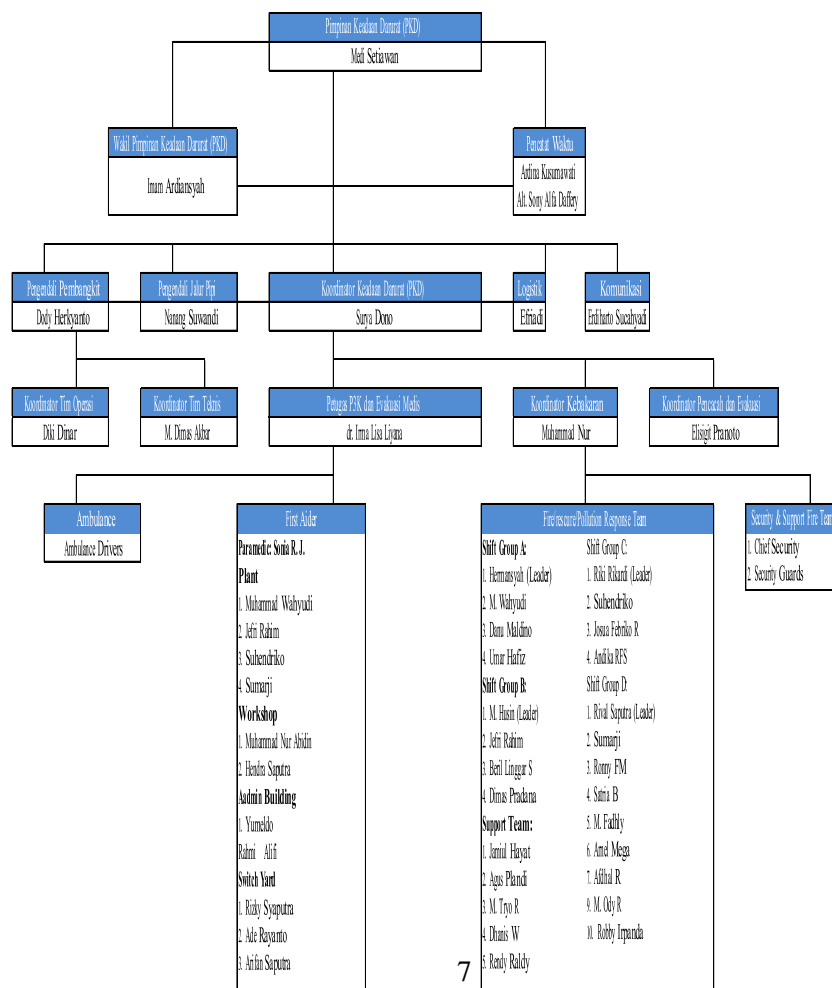 Pimpinan Keadaan Darurat (PKD)
Medi Setiawan
Wakil Pimpinan Keadaan Darurat (PKD)
Imam Ardiansyah
Pencatat Waktu
Ardina Kusumawati
Alt. Sony Alfa Daffery
Pengendali Pembangkit
Dody Herkyanto
Pengendali Jalur Pipi
Nanang Suwandi
Koordinator Keadaan Darurat (PKD)
Surya Dono
Logistik
Efriadi
Komunikasi
Erdiharto Sucahyadi
Koordinator Tim Operasi
Diki Dinar
Koordinator Tim Teknis
M. Dimas Akbar
Petugas P3K dan Evakuasi Medis
dr. Irma Lisa Liyana
Koordinator Kebakaran
Muhammad Nur
Koordinator Pencacah dan Evakuasi
Elisigit Pranoto
Ambulance
Ambulance Drivers
First Aider
Paramedic: Sonia R. J.
Plant
1. Muhammad Wahyudi
2. Jefri Rahim
3. Suhendriko
4. Sumarji
Workshop
1. Muhammad Nur Abidin
2. Hendra Saputra
Aadmin Building
1. Yumeldo
Rahmi Alifi
Switch Yard
1. Rizky Syaputra
2. Ade Rayanto
3. Arifan Saputra
Fire/rescure/Pollution Response Team
Shift Group A:
1. Hermansyah (Leader)
2. M. Wahyudi
3. Danu Maldino
4. Umar Hafiz
Shift Group B:
1. M. Husin (Leader)
2. Jefri Rahim
3. Beril Linggar S
4. Dimas Pradana
Support Team:
1. Jamiul Hayat
2. Agus Plandi
3. M. Tryo R
4. Dhanis W
5. Rendy Raldy
Shift Group C:
1. Riki Rikardi (Leader)
2. Suhendriko
3. Josua Febriko R
4. Andika RFS
Shift Group D:
1. Rival Saputra (Leader)
2. Sumarji
3. Ronny FM
4. Satria B
5. M. Fadhly
6. Amel Mega
7. Afdhal R
9. M. Ody R
10. Robby Irpanda
Security & Support Fire Team
1. Chief Security
2. Security Guards
7